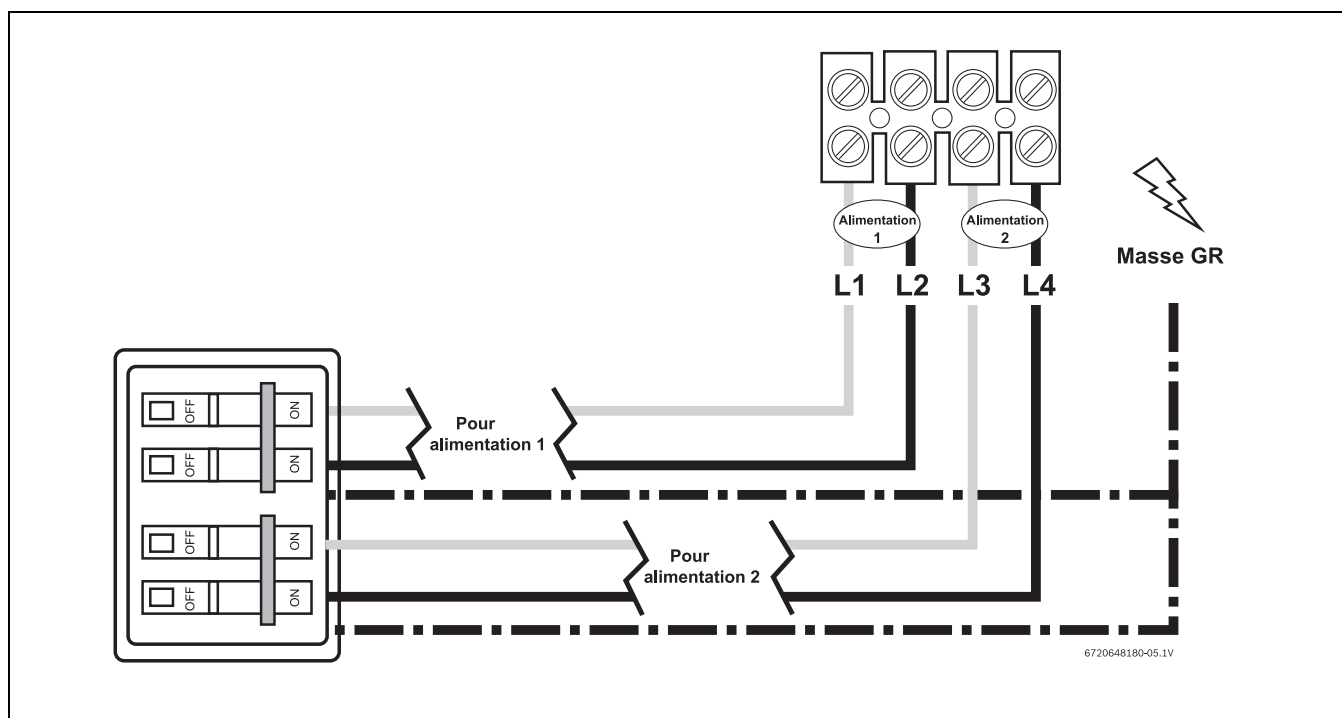 Alimentation
1
Alimentation
2
Masse GR
L1 L2 L3 L4
OFF ON
Pour
alimentation 1
OFF ON
OFF ON
Pour
alimentation 2
OFF ON
6720648180-05.1V